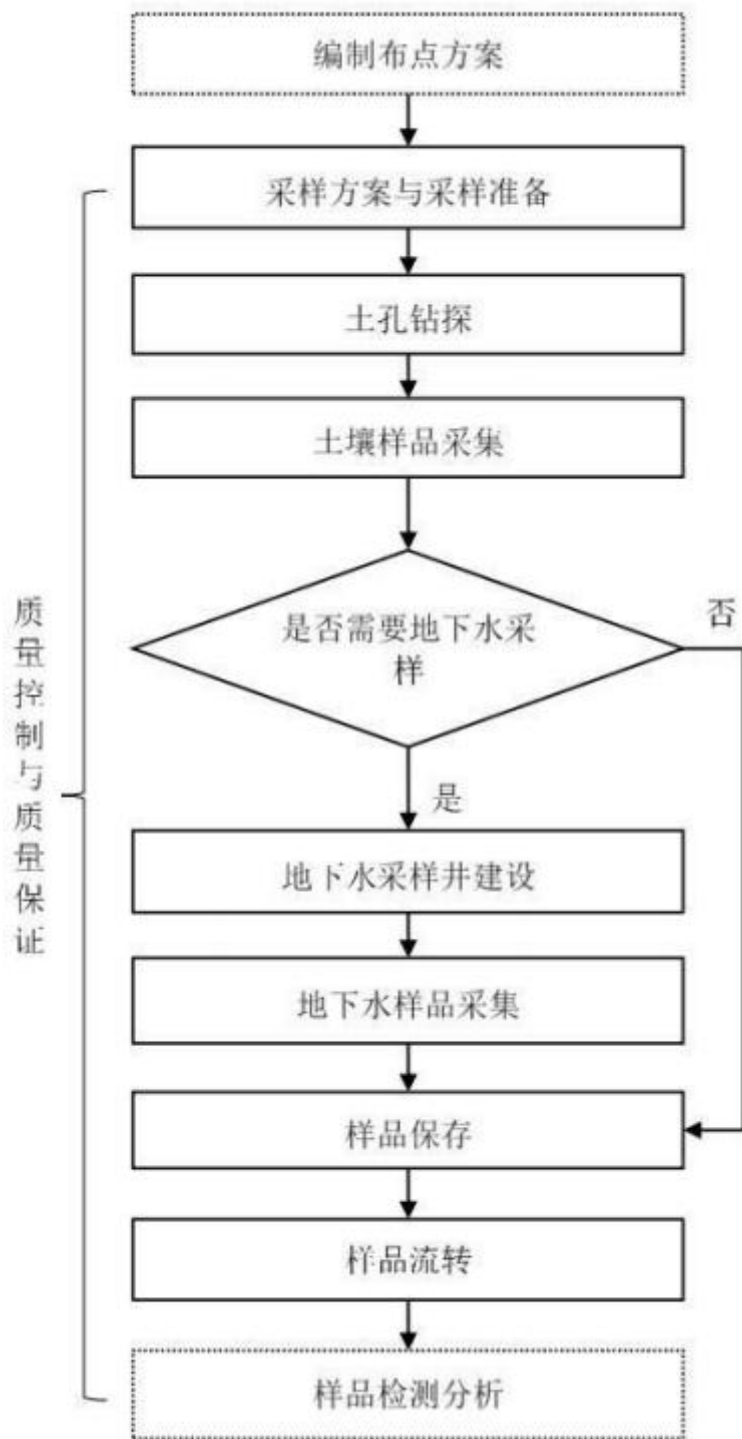 编制布点方案
采样方案与采样准备
土孔钻探
土壤样品采集
是否需要地下水采
样
否
是
地下水采样井建设
地下水样品采集
样品保存
样品流转
样品检测分析
质量控制与质量保证